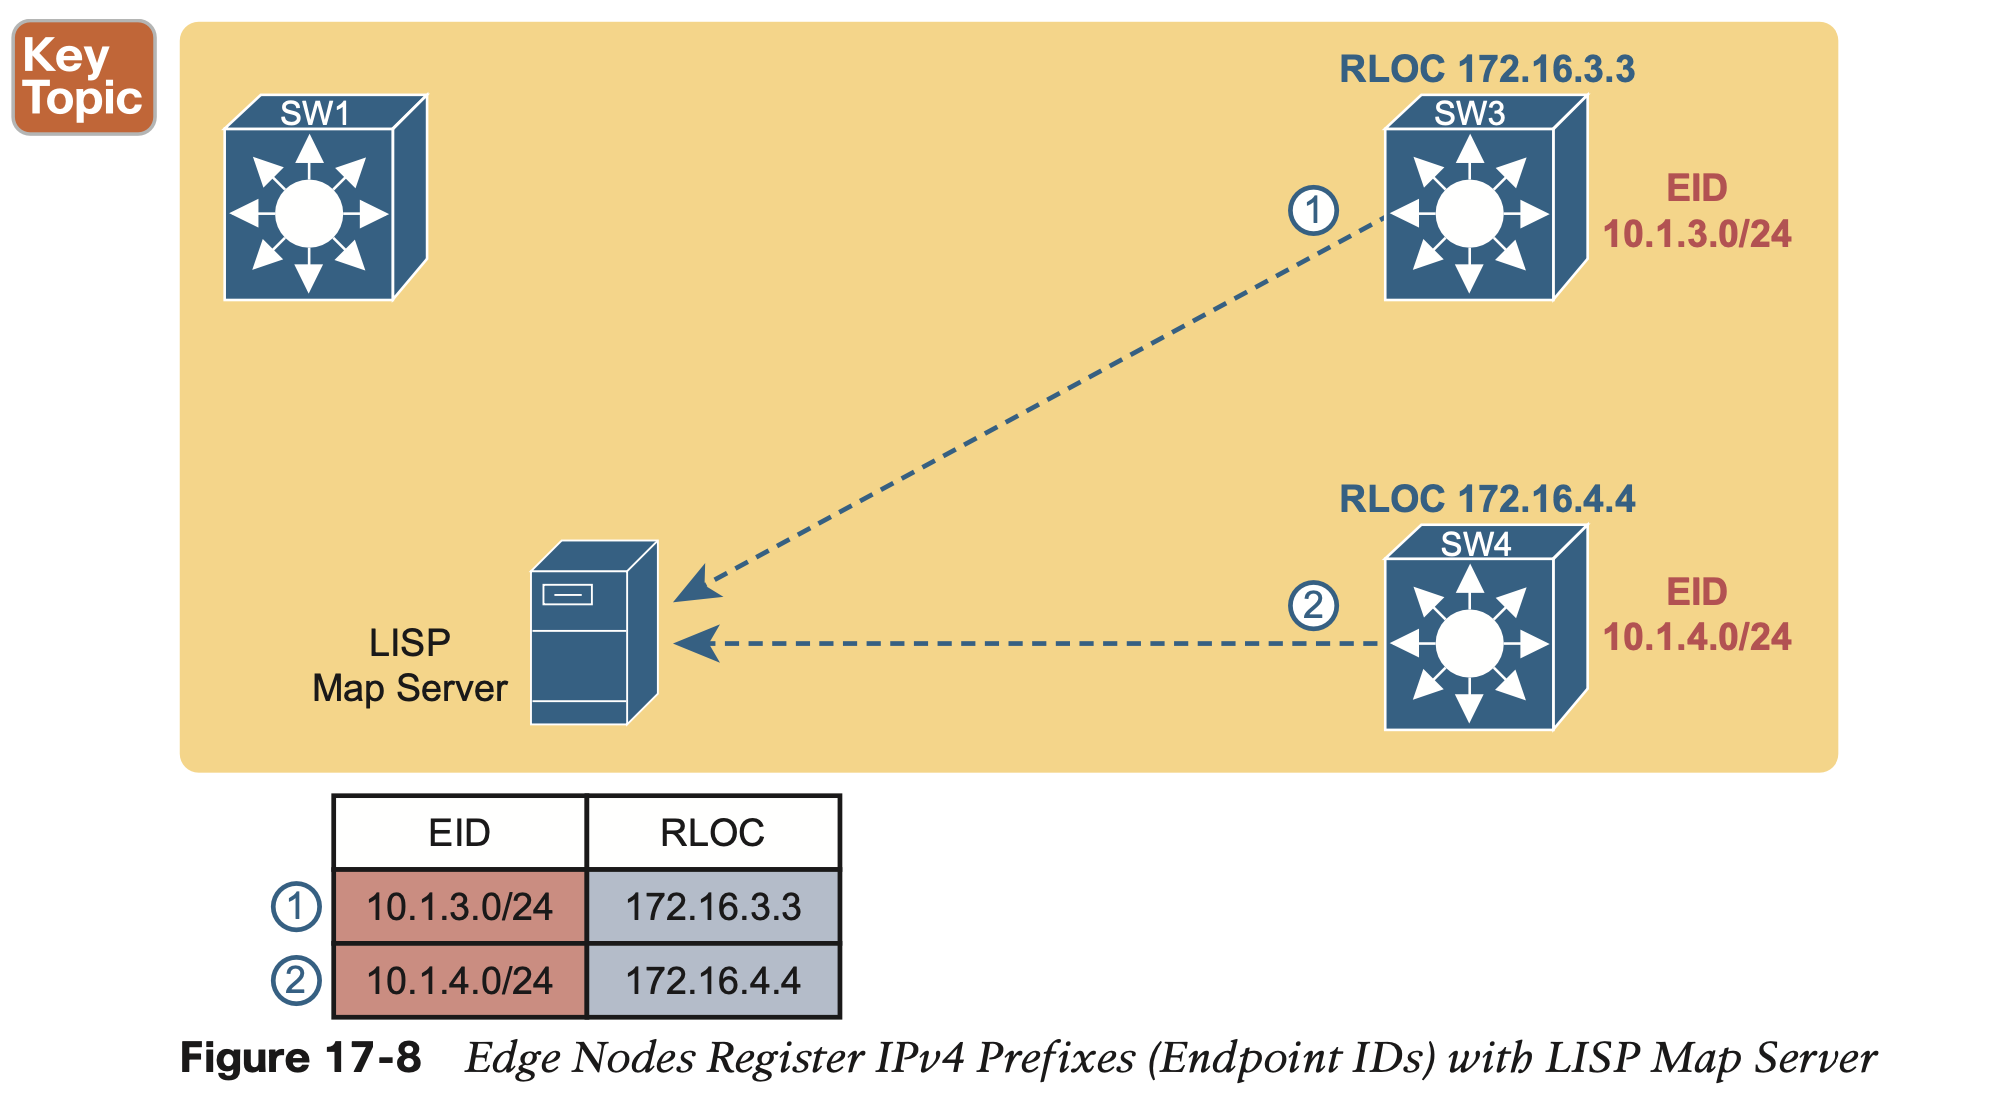 Key
Topic
RLOC 172.16.3.3
SW1
SW3
1
EID
10.1.3.0/24
RLOC 172.16.4.4
SW4
2
EID
10.1.4.0/24
LISP
Map Server
EID RLOC
1 10.1.3.0/24 172.16.3.3
2 10.1.4.0/24 172.16.4.4
Figure 17-8 Edge Nodes Register IPv4 Prefixes (Endpoint IDs) with LISP Map Server